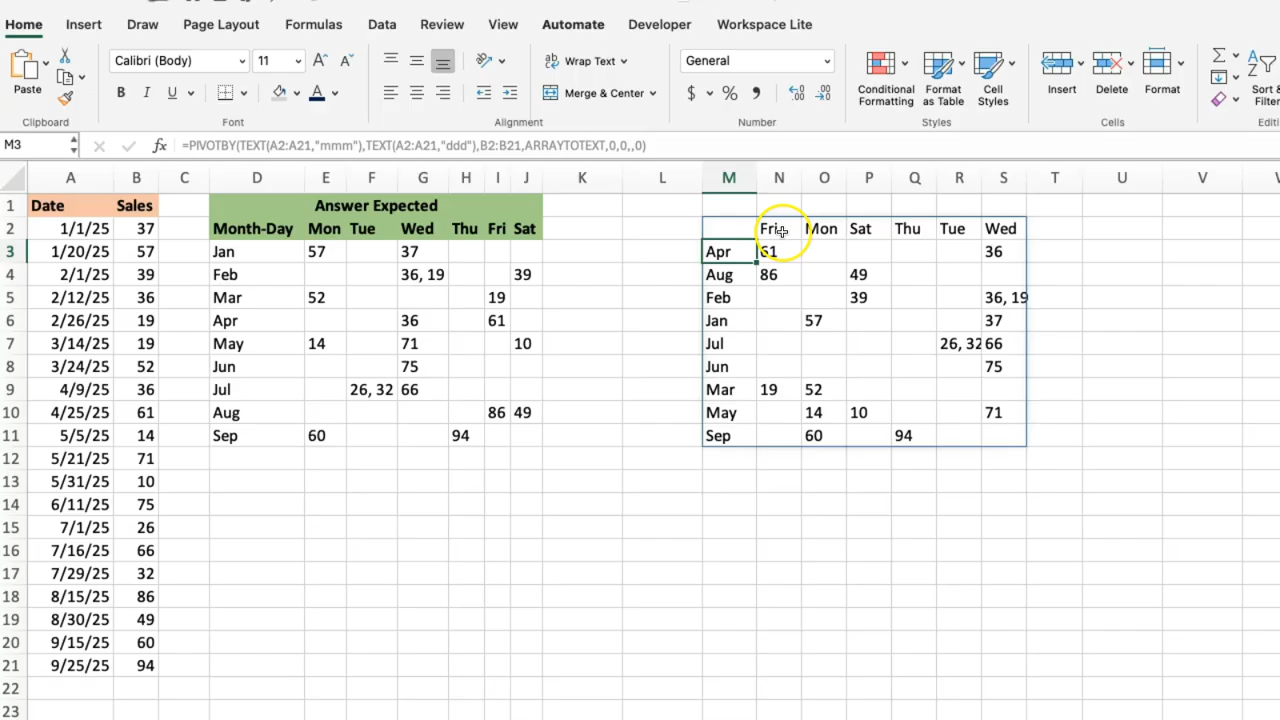 Home Insert Draw Page Layout Formulas Data Review View Automate Developer Workspace Lite
Calibri (Body) 11 A A Wrap Text General Σ
Paste B I U A Merge & Center $ % Conditional Formatting Format as Table Cell Styles Insert Delete Format Sort &
Clipboard Font Alignment Number Styles Cells
M3 fx =PIVOTBY(TEXT(A2:A21,"mmm"),TEXT(A2:A21,"ddd"),B2:B21,ARRAYTOTEXT,0,0,,0)
A B C D E F G H I J K L M N O P Q R S T U V
1 Date Sales Answer Expected
2 1/1/25 37 Month-Day Mon Tue Wed Thu Fri Sat Fri Mon Sat Thu Tue Wed
3 1/20/25 57 Jan 57 37 Apr 61 36
4 2/1/25 39 Feb 36, 19 39 Aug 86 49
5 2/12/25 36 Mar 52 19 Feb 39 36, 19
6 2/26/25 19 Apr 36 61 Jan 57 37
7 3/14/25 19 May 14 71 10 Jul 26, 32 66
8 3/24/25 52 Jun 75 Jun 75
9 4/9/25 36 Jul 26, 32 66 Mar 19 52
10 4/25/25 61 Aug 86 49 May 14 10 71
11 5/5/25 14 Sep 60 94 Sep 60 94
12 5/21/25 71
13 5/31/25 10
14 6/11/25 75
15 7/1/25 26
16 7/16/25 66
17 7/29/25 32
18 8/15/25 86
19 8/30/25 49
20 9/15/25 60
21 9/25/25 94
22
23